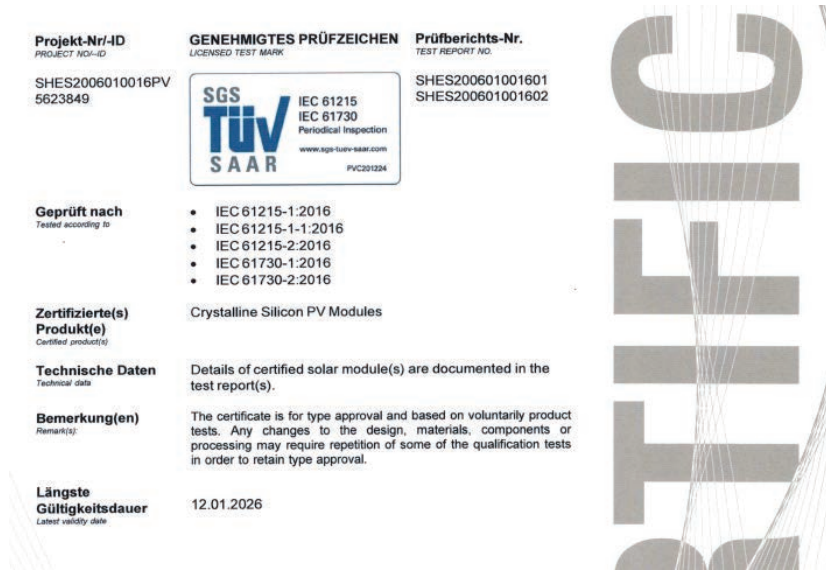 Projekt-Nr/-ID
PROJECT NO/-ID
SHES2006010016PV
5623849
GENEHMIGTES PRÜFZEICHEN
LICENSED TEST MARK
SGS
TÜV
SAAR
IEC 61215
IEC 61730
Periodical Inspection
www.sgs-tuev-saar.com
PVC201224
Prüfberichts-Nr.
TEST REPORT NO.
SHES200601001601
SHES200601001602
Geprüft nach
Tested according to
• IEC 61215-1:2016
• IEC 61215-1-1:2016
• IEC 61215-2:2016
• IEC 61730-1:2016
• IEC 61730-2:2016
Zertifizierte(s)
Produkt(e)
Certified product(s)
Crystalline Silicon PV Modules
Technische Daten
Technical data
Details of certified solar module(s) are documented in the
test report(s).
Bemerkung(en)
Remark(s):
The certificate is for type approval and based on voluntarily product
tests. Any changes to the design, materials, components or
processing may require repetition of some of the qualification tests
in order to retain type approval.
Längste
Gültigkeitsdauer
Latest validity date
12.01.2026
TIFIC